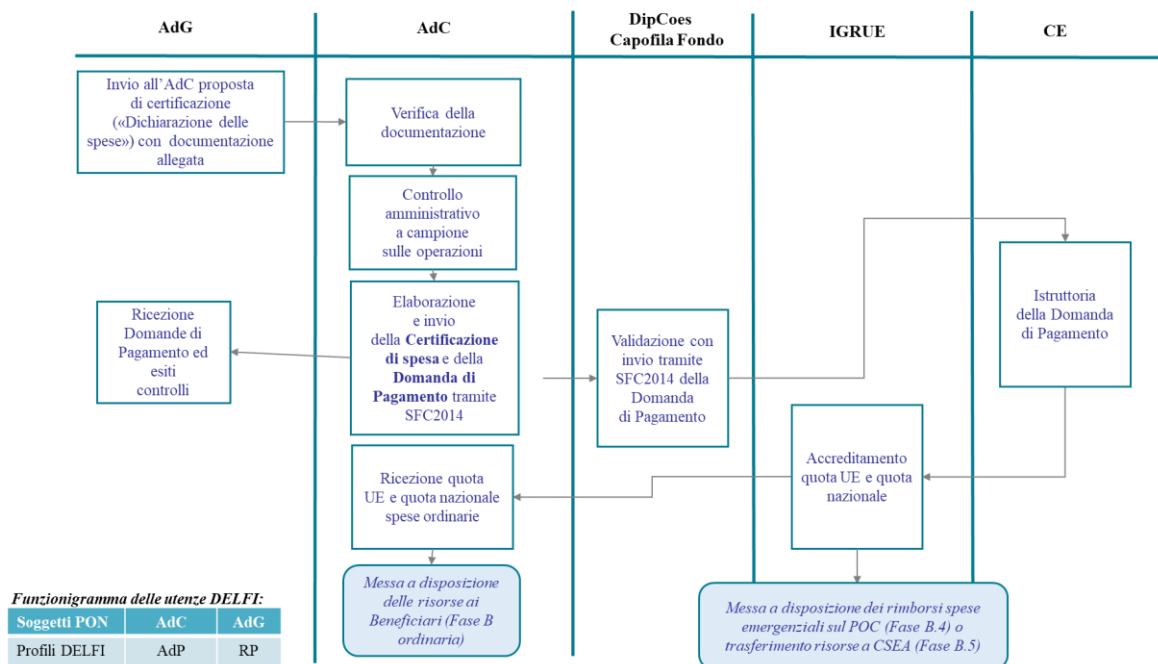 AdG
AdC
DipCoes
Capofila Fondo
IGRUE
CE
Invio all'AdC proposta
di certificazione
(«Dichiarazione delle
spese») con documentazione
allegata
Verifica della
documentazione
Controllo
amministrativo
a campione
sulle operazioni
Elaborazione
e invio
della Certificazione
di spesa e della
Domanda di
Pagamento tramite
SFC2014
Ricezione
Domande di
Pagamento ed
esiti
controlli
Validazione con
invio tramite
SFC2014 della
Domanda
di Pagamento
Istruttoria
della Domanda
di Pagamento
Accreditamento
quota UE e quota
nazionale
Ricezione quota
UE e quota nazionale
spese ordinarie
Messa a disposizione
delle risorse ai
Beneficiari (Fase B
ordinaria)
Messa a disposizione dei rimborsi spese
emergenziali sul POC (Fase B.4) o
trasferimento risorse a CSEA (Fase B.5)
Funzionigramma delle utenze DELFI:
Soggetti PON AdC AdG
Profili DELFI AdP RP